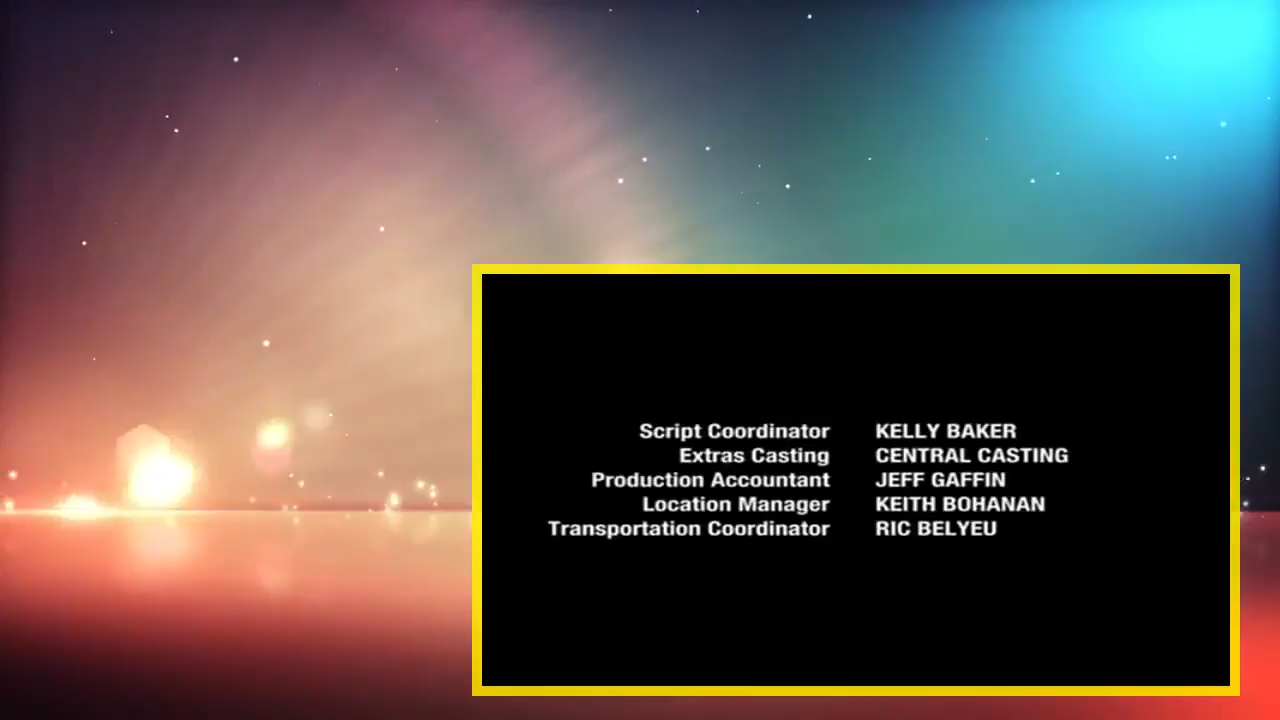 Script Coordinator KELLY BAKER
Extras Casting CENTRAL CASTING
Production Accountant JEFF GAFFIN
Location Manager KEITH BOHANAN
Transportation Coordinator RIC BELYEU